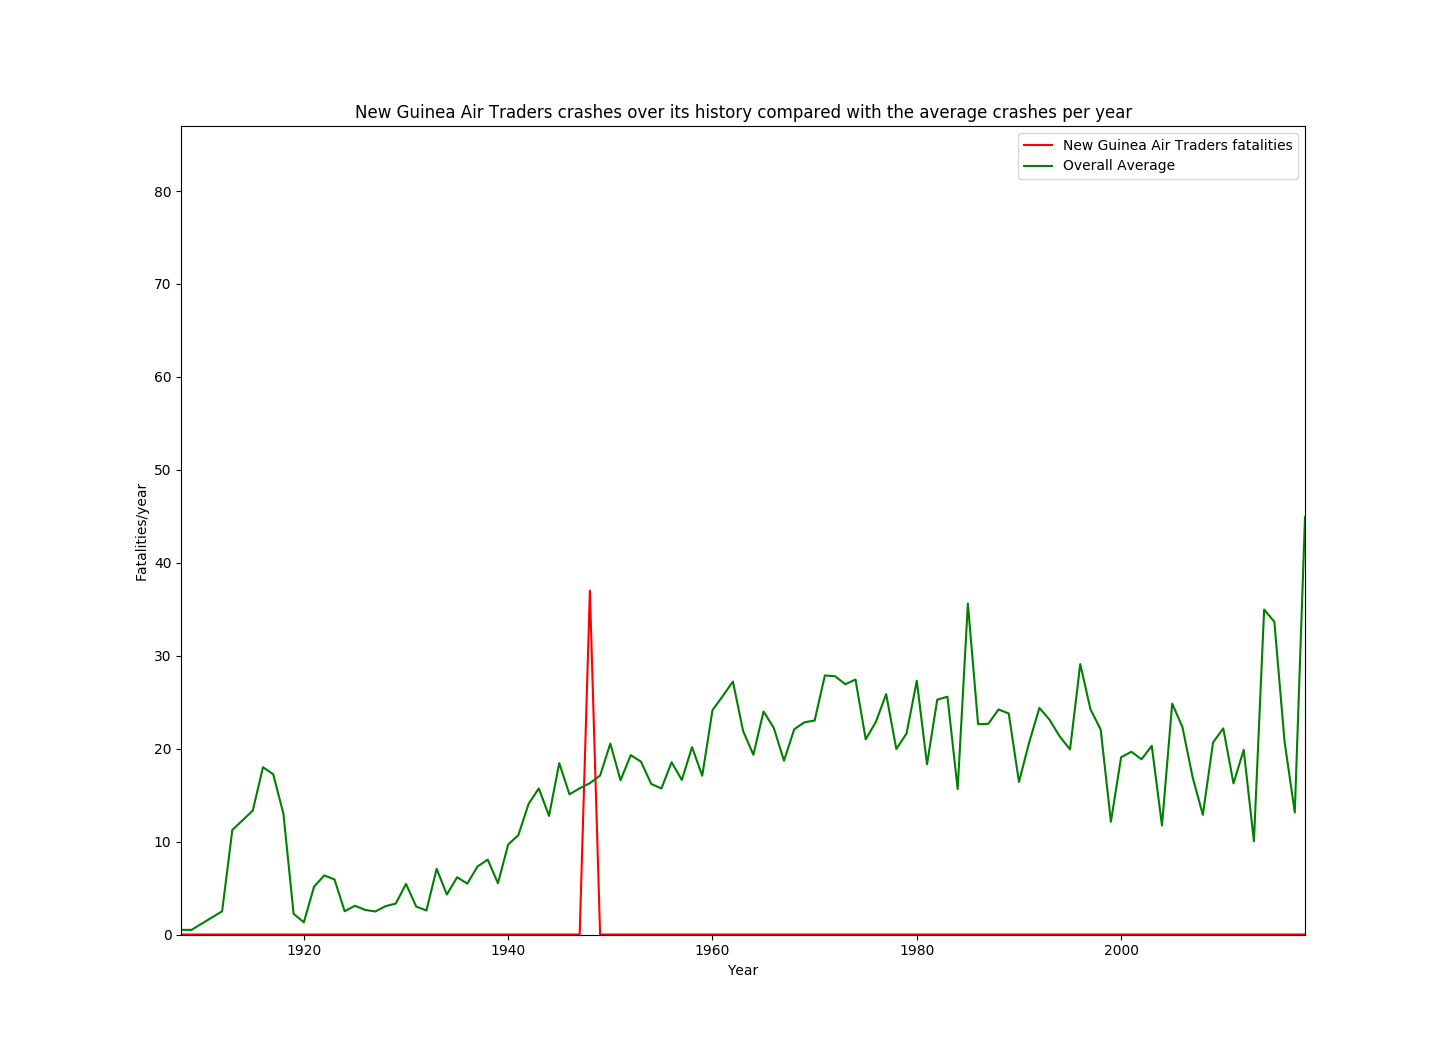 New Guinea Air Traders crashes over its history compared with the average crashes per year
New Guinea Air Traders fatalities
Overall Average
80
70
60
50
40
30
20
10
0
Fatalities/year
1920 1940 1960 1980 2000
Year